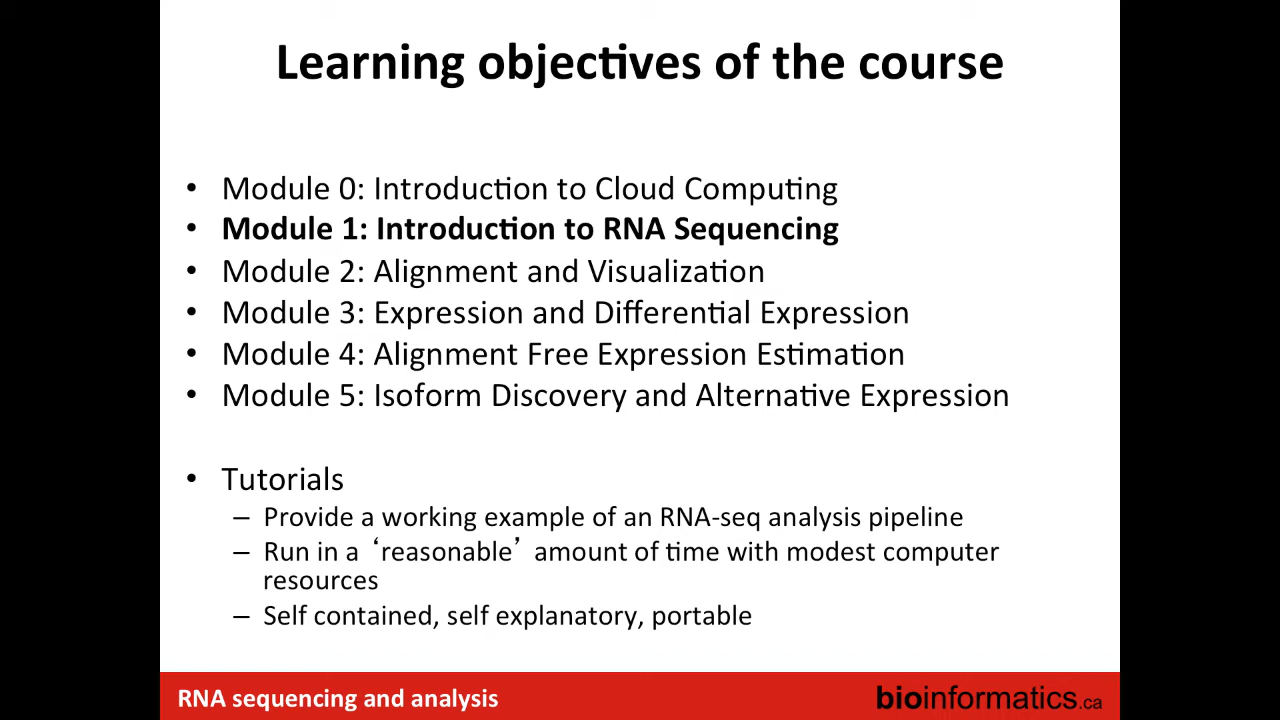 Learning objectives of the course
• Module 0: Introduction to Cloud Computing
• Module 1: Introduction to RNA Sequencing
• Module 2: Alignment and Visualization
• Module 3: Expression and Differential Expression
• Module 4: Alignment Free Expression Estimation
• Module 5: Isoform Discovery and Alternative Expression
• Tutorials
– Provide a working example of an RNA-seq analysis pipeline
– Run in a ‘reasonable’ amount of time with modest computer
resources
– Self contained, self explanatory, portable
RNA sequencing and analysis
bioinformatics.ca